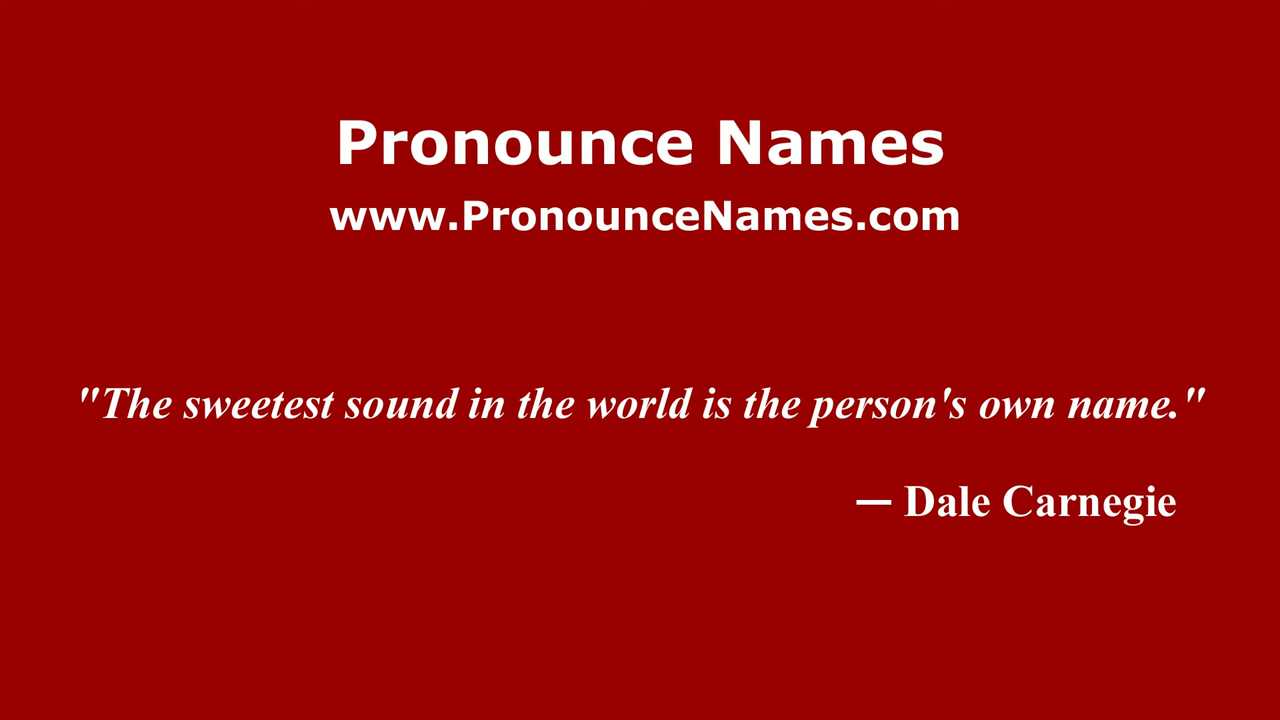 Pronounce Names
www.PronounceNames.com
"The sweetest sound in the world is the person's own name."
— Dale Carnegie